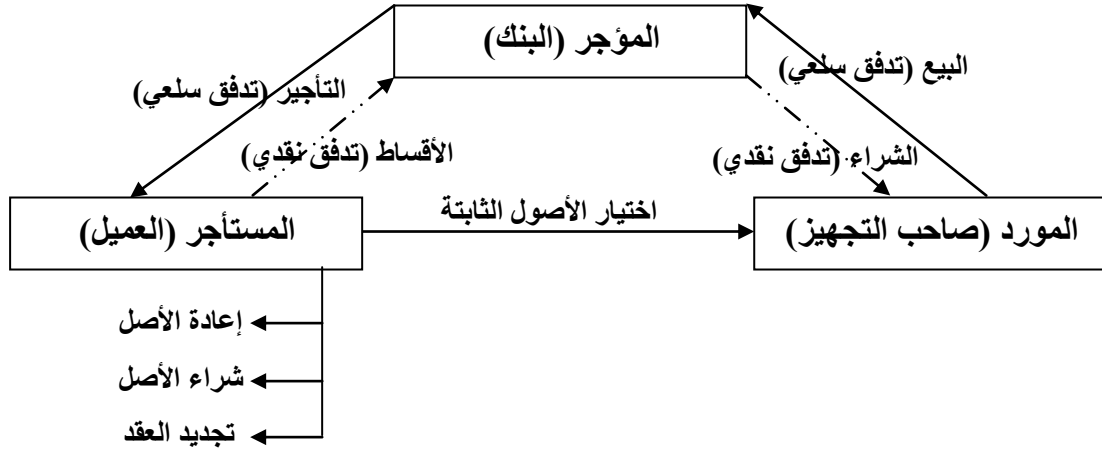 المؤجر (البنك)
البيع (تدفق سلعي)
التأجير (تدفق سلعي)
الشراء (تدفق نقدي)
الأقساط (تدفق نقدي)
اختيار الأصول الثابتة
المورد (صاحب التجهيز)
المستأجر (العميل)
إعادة الأصل
شراء الأصل
تجديد العقد